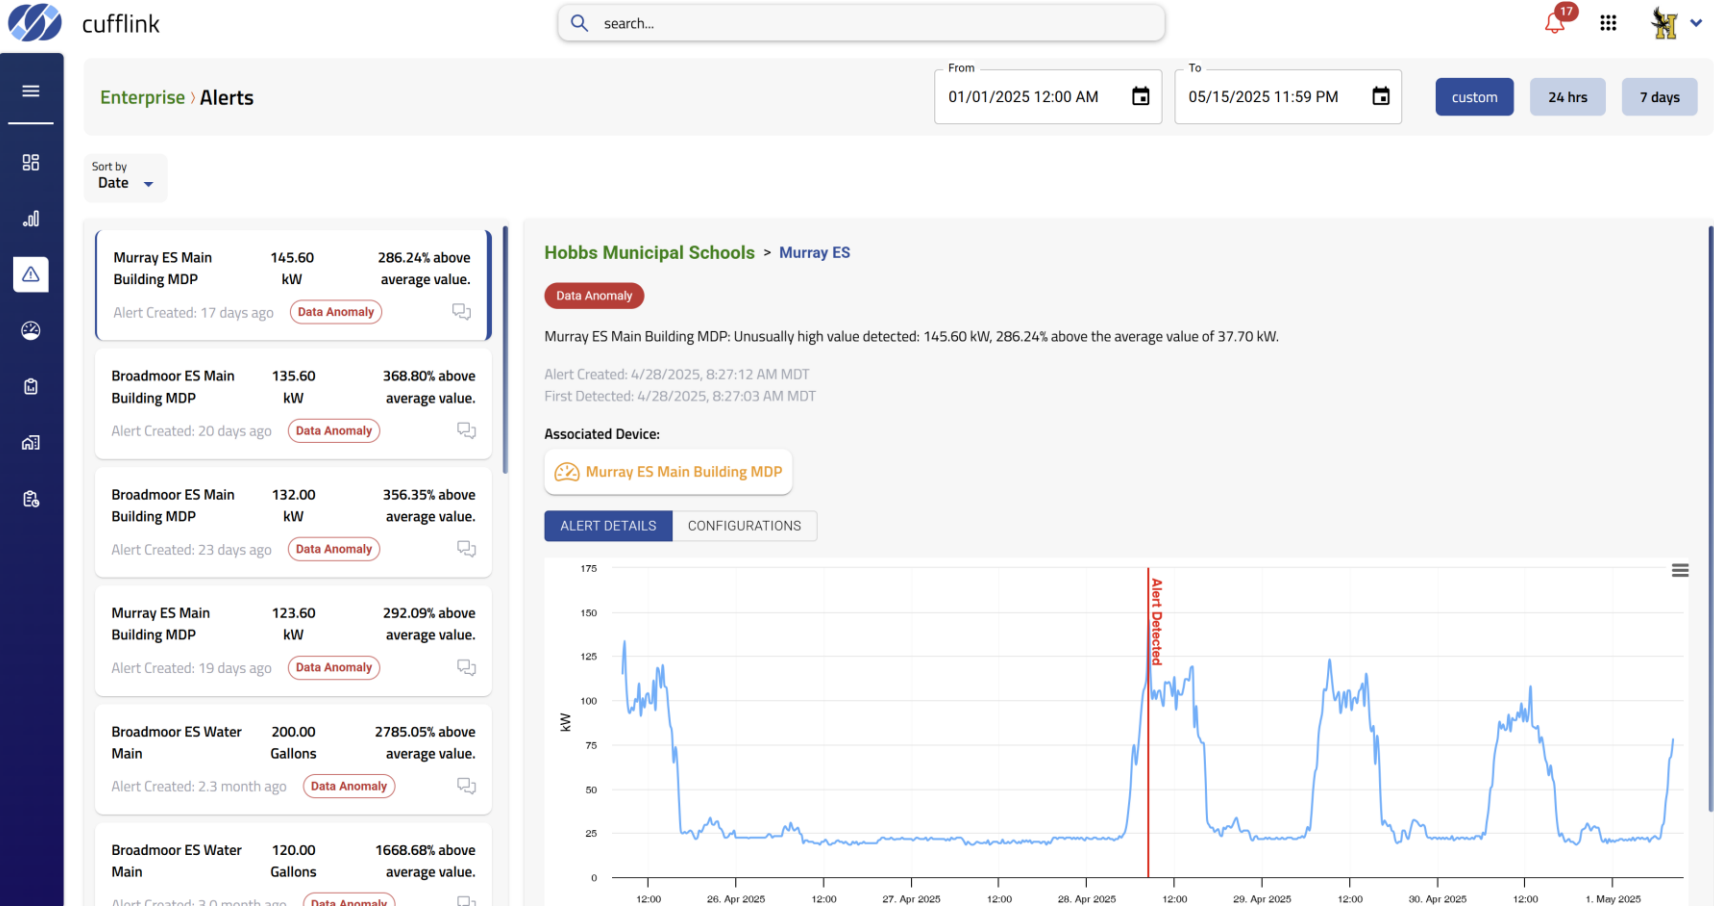 cufflink
search...
17
Enterprise › Alerts
From
01/01/2025 12:00 AM
To
05/15/2025 11:59 PM
custom
24 hrs
7 days
Sort by
Date
Murray ES Main
Building MDP
145.60
kW
286.24% above
average value.
Alert Created: 17 days ago
Data Anomaly
Broadmoor ES Main
Building MDP
135.60
kW
368.80% above
average value.
Alert Created: 20 days ago
Data Anomaly
Broadmoor ES Main
Building MDP
132.00
kW
356.35% above
average value.
Alert Created: 23 days ago
Data Anomaly
Murray ES Main
Building MDP
123.60
kW
292.09% above
average value.
Alert Created: 19 days ago
Data Anomaly
Broadmoor ES Water
Main
200.00
Gallons
2785.05% above
average value.
Alert Created: 2.3 month ago
Data Anomaly
Broadmoor ES Water
Main
120.00
Gallons
1668.68% above
average value.
Alert Created: 3.0 month ago
Data Anomaly
Hobbs Municipal Schools > Murray ES
Data Anomaly
Murray ES Main Building MDP: Unusually high value detected: 145.60 kW, 286.24% above the average value of 37.70 kW.
Alert Created: 4/28/2025, 8:27:12 AM MDT
First Detected: 4/28/2025, 8:27:03 AM MDT
Associated Device:
Murray ES Main Building MDP
ALERT DETAILS
CONFIGURATIONS
175
150
125
100
75
50
25
0
kW
Alert Detected
12:00
26. Apr 2025
12:00
27. Apr 2025
12:00
28. Apr 2025
12:00
29. Apr 2025
12:00
30. Apr 2025
12:00
1. May 2025